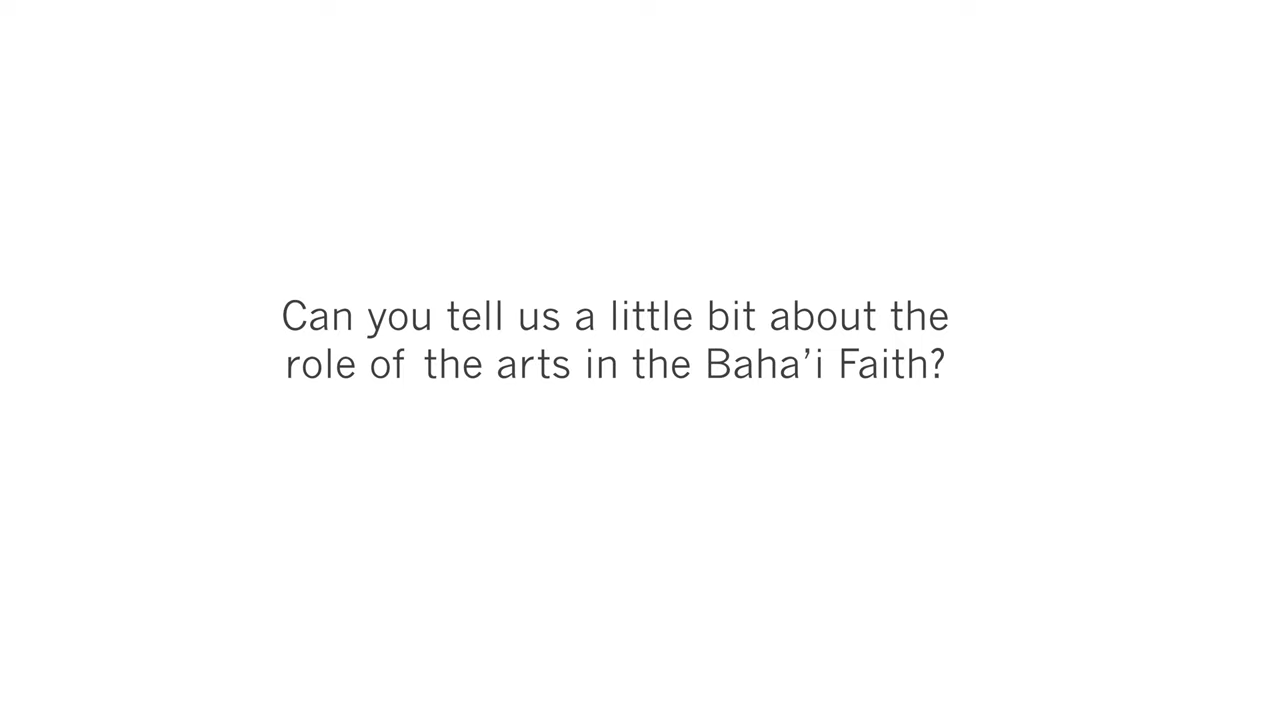 Can you tell us a little bit about the
role of the arts in the Baha’i Faith?